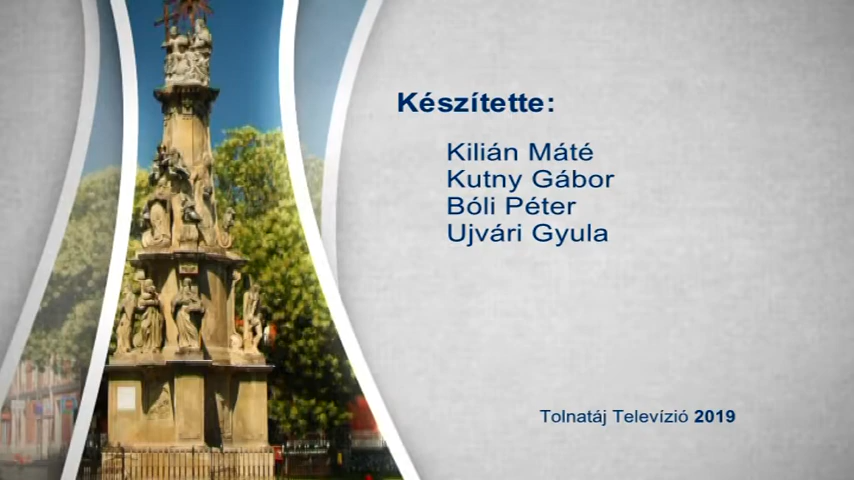 Készítette:
Kilián Máté
Kutny Gábor
Bóli Péter
Ujvári Gyula
Tolnatáj Televízió 2019